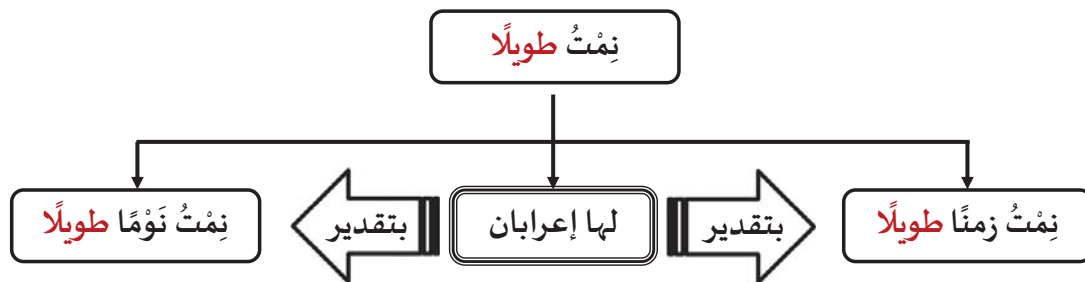 نِمْتُ طويلًا
نِمْتُ زمنًا طويلًا
بتقدير
لها إعرابان
بتقدير
نِمْتُ نَوْمًا طويلًا